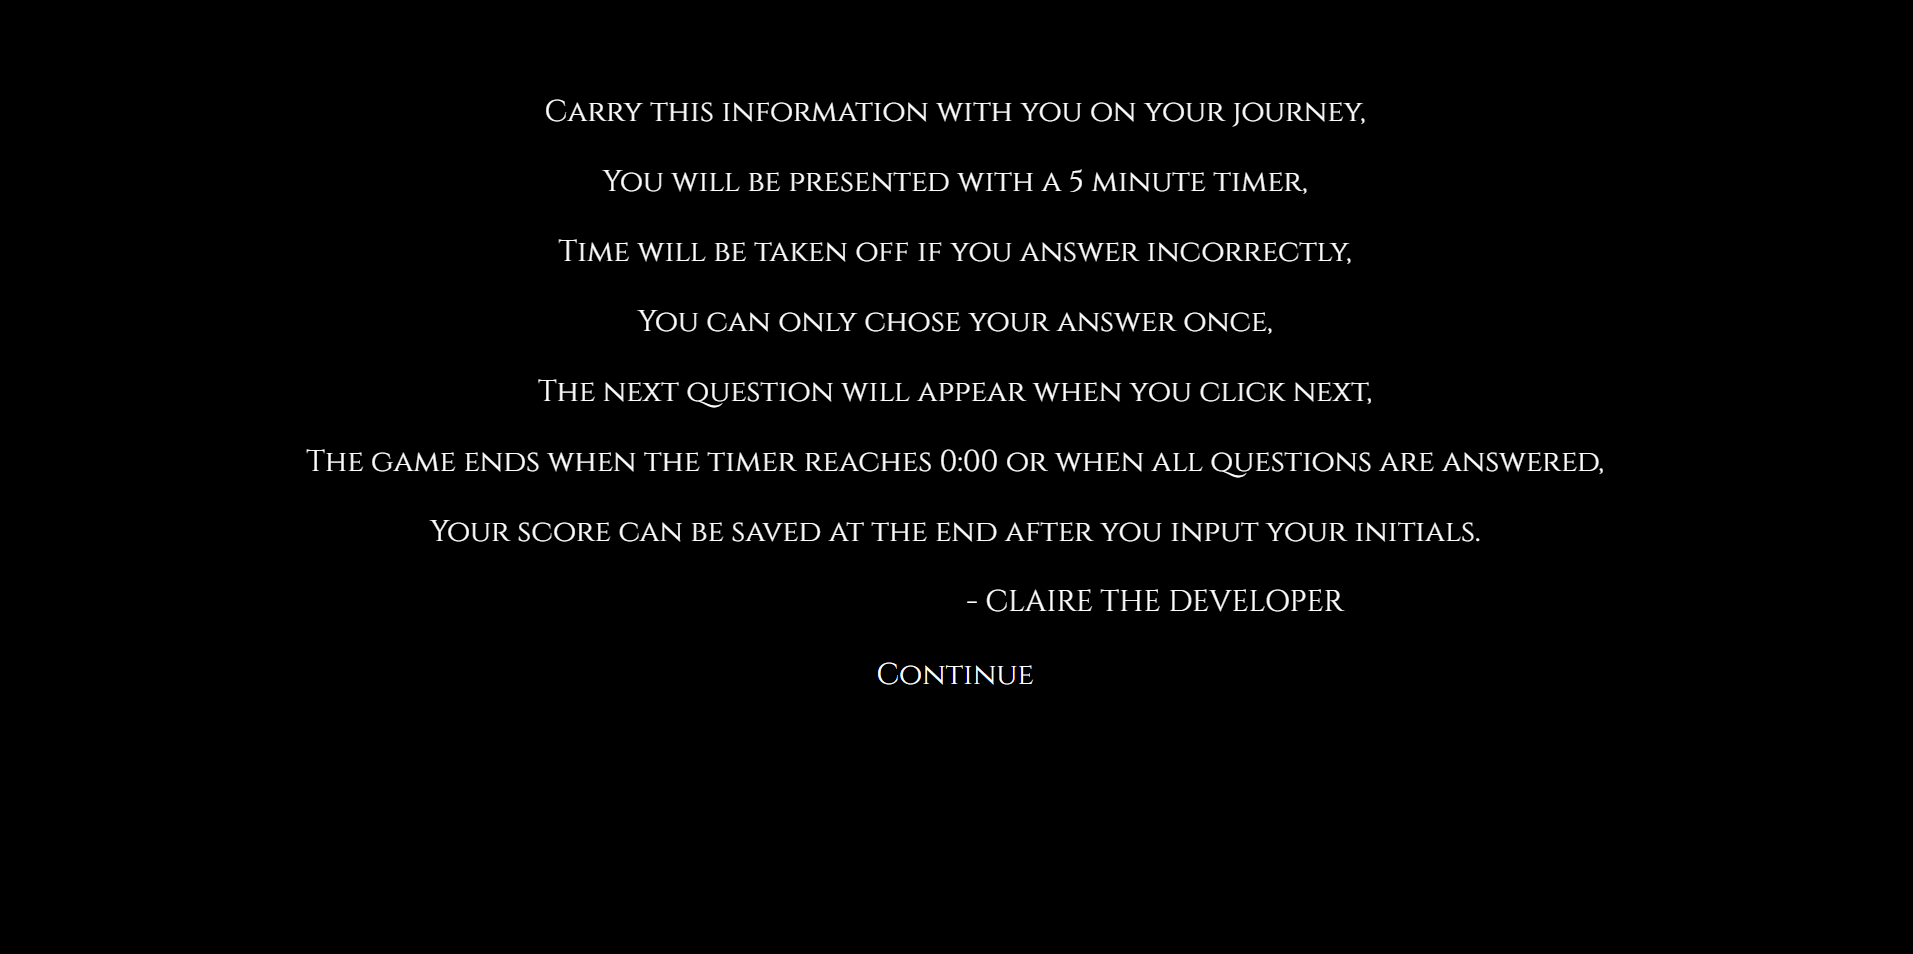 Carry this information with you on your journey,
You will be presented with a 5 minute timer,
Time will be taken off if you answer incorrectly,
You can only chose your answer once,
The next question will appear when you click next,
The game ends when the timer reaches 0:00 or when all questions are answered,
Your score can be saved at the end after you input your initials.
- CLAIRE THE DEVELOPER
Continue